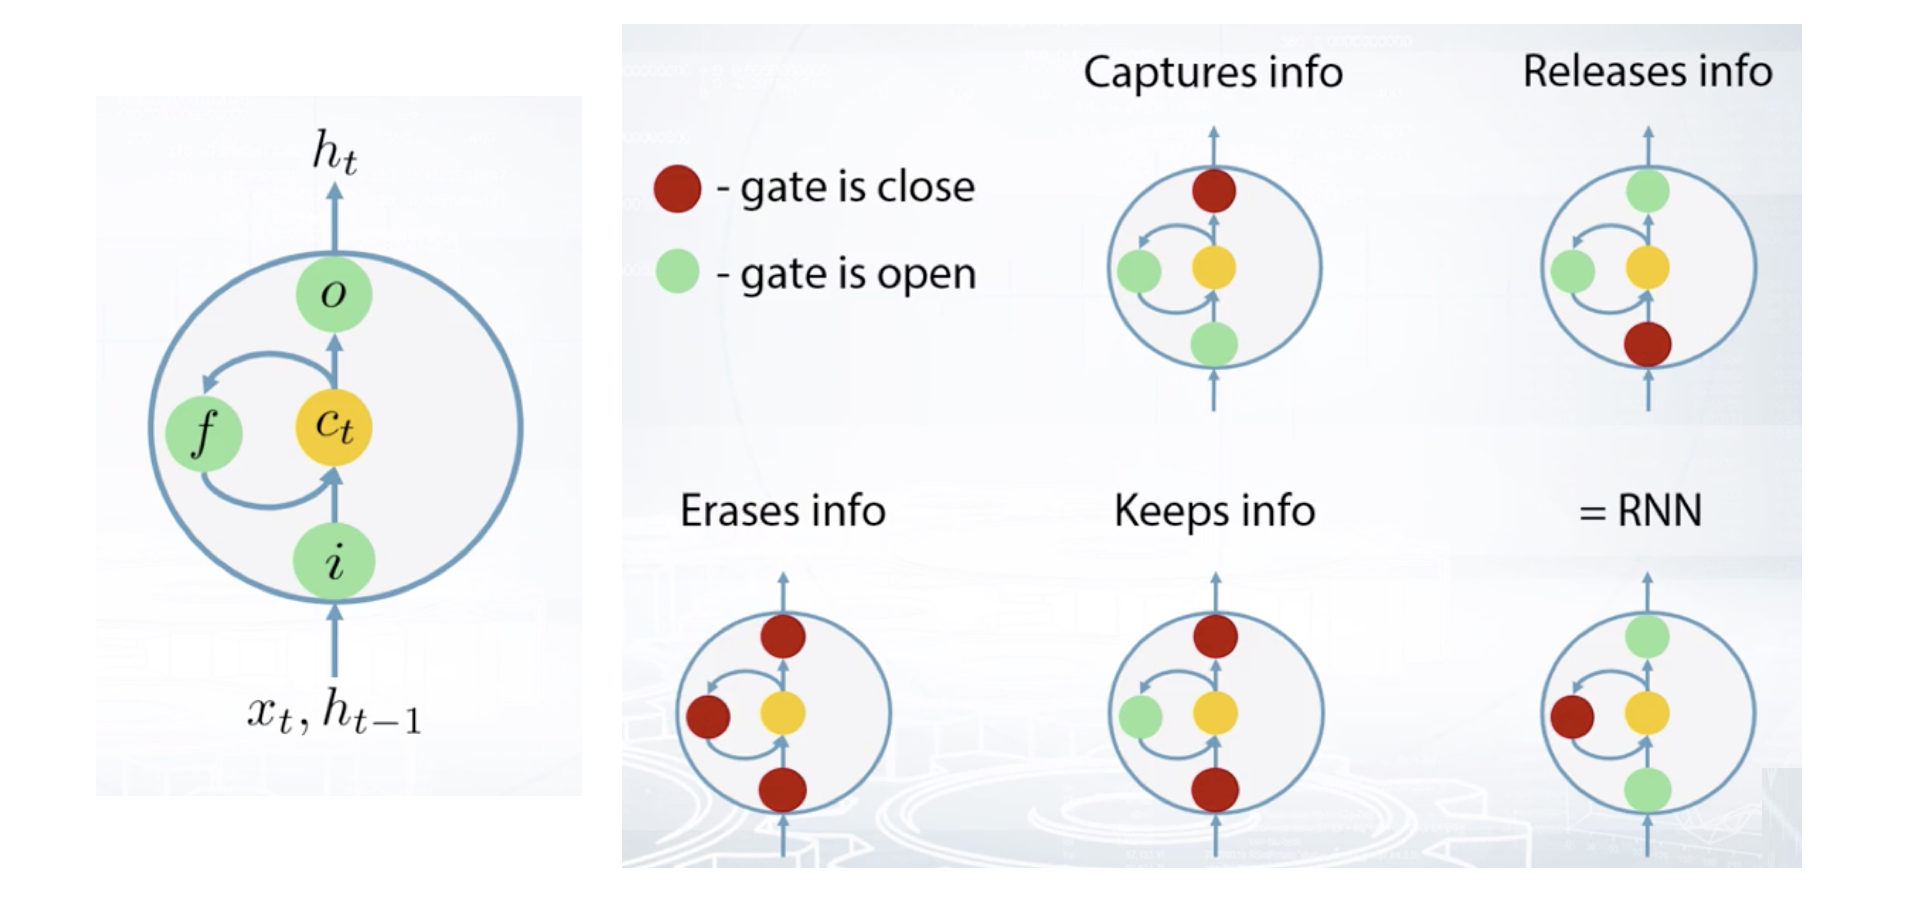 h_t
o
f
c_t
i
x_t, h_{t-1}
Captures info
Releases info
- gate is close
- gate is open
Erases info
Keeps info
= RNN